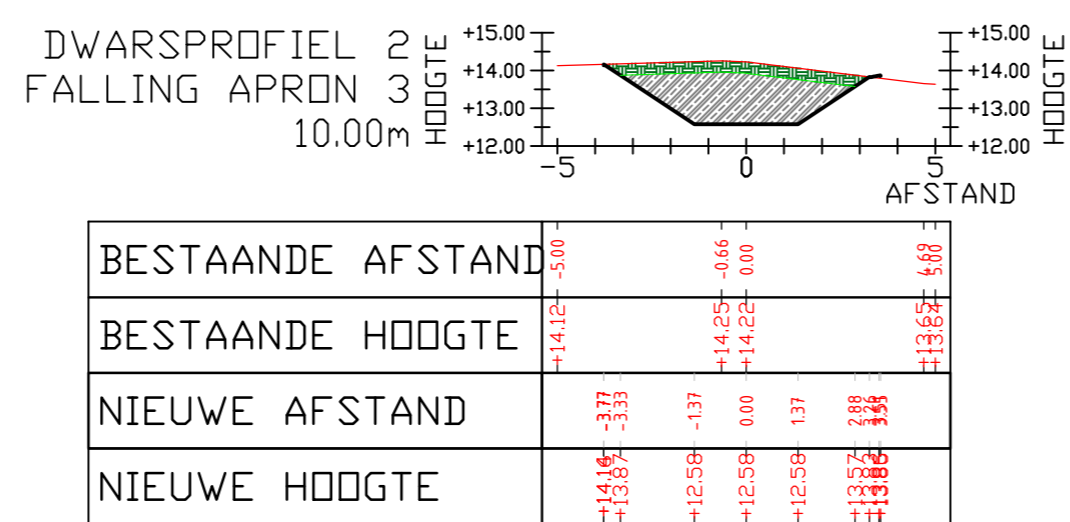 DWARSPROFIEL 2
FALLING APRON 3
10.00m
HOOGTE
+15.00
+14.00
+13.00
+12.00
+15.00
+14.00
+13.00
+12.00
HOOGTE
-5 0 5
AFSTAND
BESTAANDE AFSTAND -5.00 -0.66 0.00 4.69 5.00
BESTAANDE HOOGTE +14.12 +14.25 +14.22 +13.65 +13.64
NIEUWE AFSTAND -3.77 -3.33 -1.37 0.00 1.37 2.88 3.26
NIEUWE HOOGTE +13.87 +12.58 +12.58 +12.58 +13.57